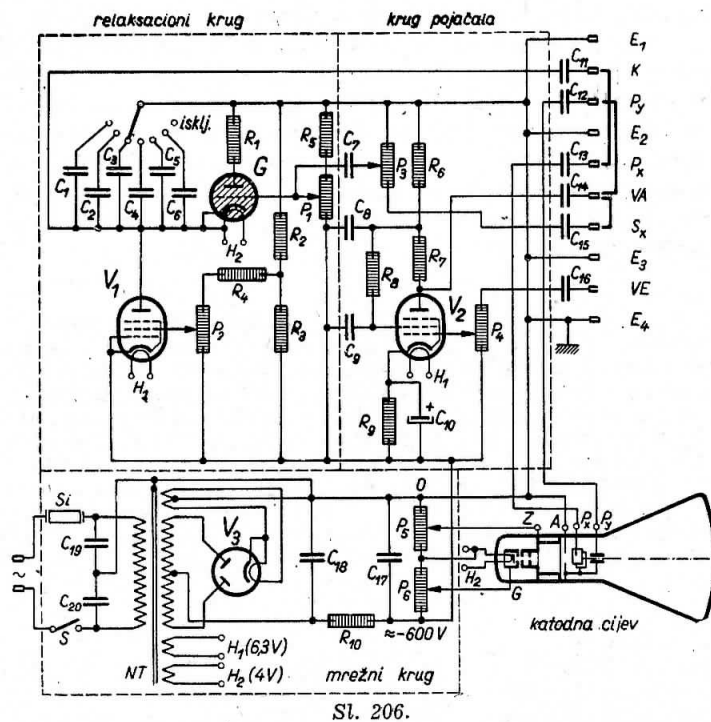 relaksacioni krug
krug pojačala
E1
K
Py
E2
Px
VA
Sx
E3
VE
E4
C11
C12
C13
C14
C15
C16
isklj.
C1
C2
C3
C4
C5
C6
R1
G
H2
R2
R5
P1
C7
P3
R6
C8
R7
R8
C9
V1
R4
P2
R3
H2
V2
P4
H1
R9
+
C10
Si
C19
C20
~
S
NT
V3
C18
C17
R10
O
P5
P6
≈-600 V
H1 (6,3V)
H2 (4V)
mrežni krug
Z
A
Px
Py
H2
G
katodna cijev
Sl. 206.